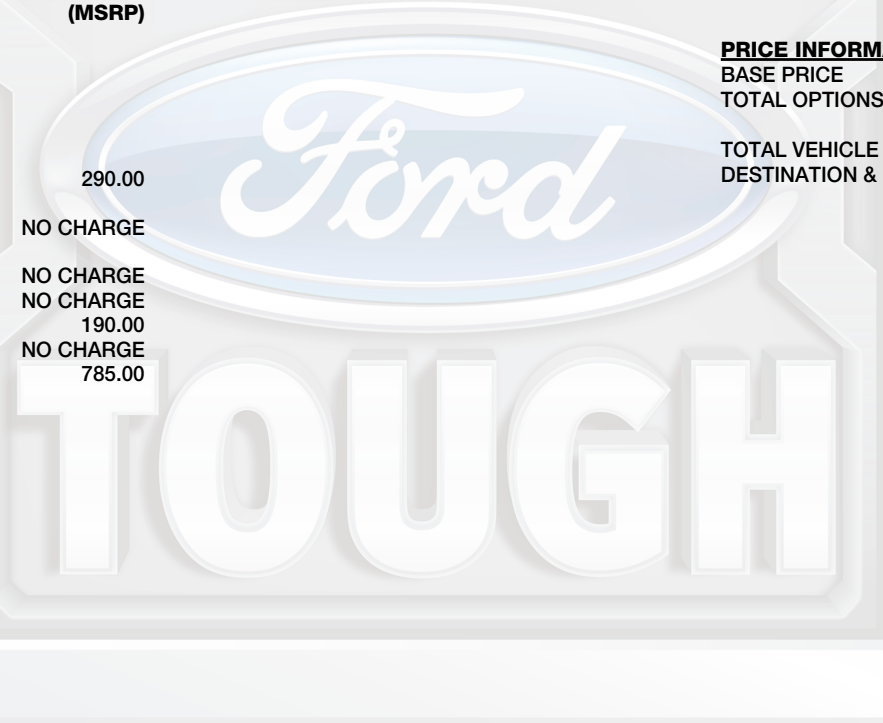 (MSRP)
290.00
NO CHARGE
NO CHARGE
NO CHARGE
190.00
NO CHARGE
785.00
PRICE INFORMA
BASE PRICE
TOTAL OPTIONS
TOTAL VEHICLE
DESTINATION &
Ford
TOUGH